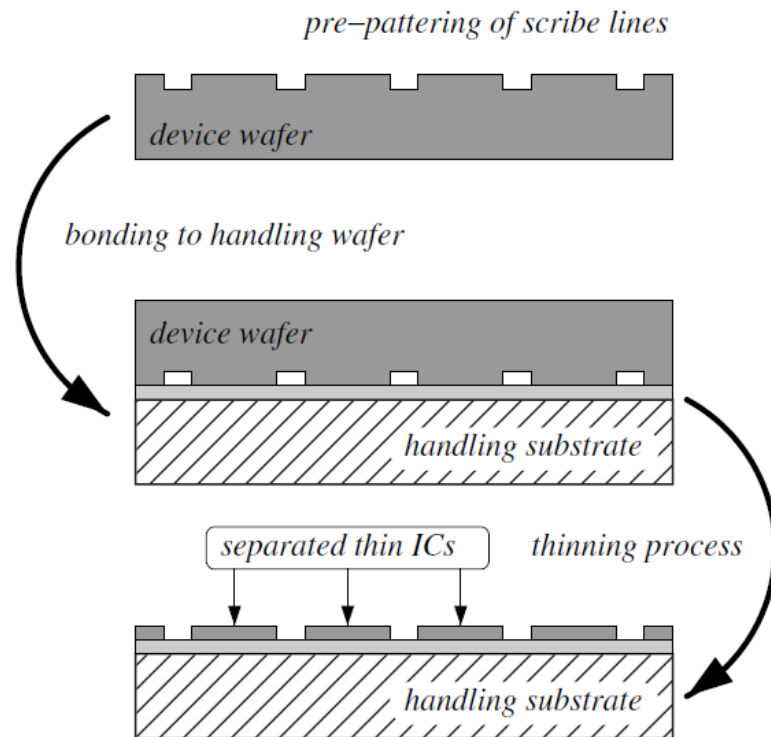 pre-pattering of scribe lines
device wafer
bonding to handling wafer
device wafer
handling substrate
separated thin ICs
thinning process
handling substrate